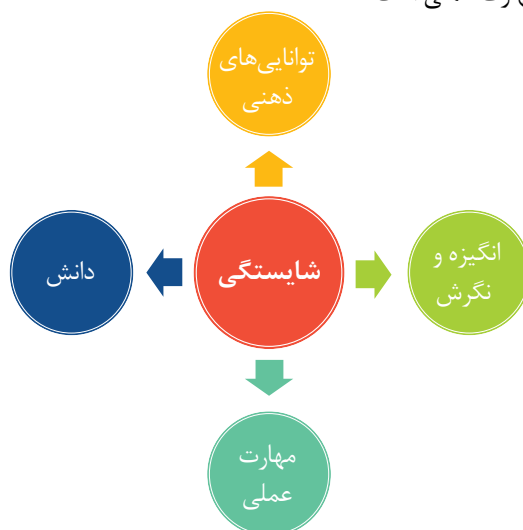 توانایی‌های
ذهنی
شایستگی
انگیزه و
نگرش
دانش
مهارت
عملی